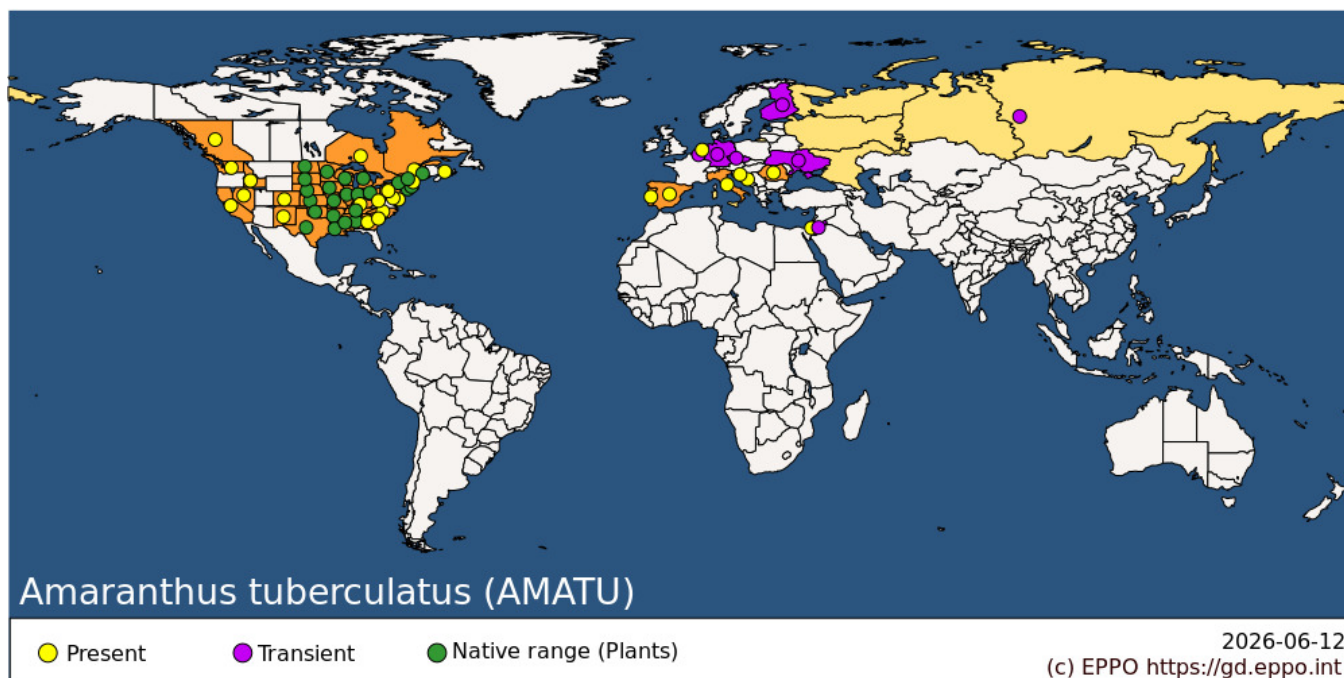 Amaranthus tuberculatus (AMATU)
Present
Transient
Native range (Plants)
2026-06-12
(c) EPPO https://gd.eppo.int